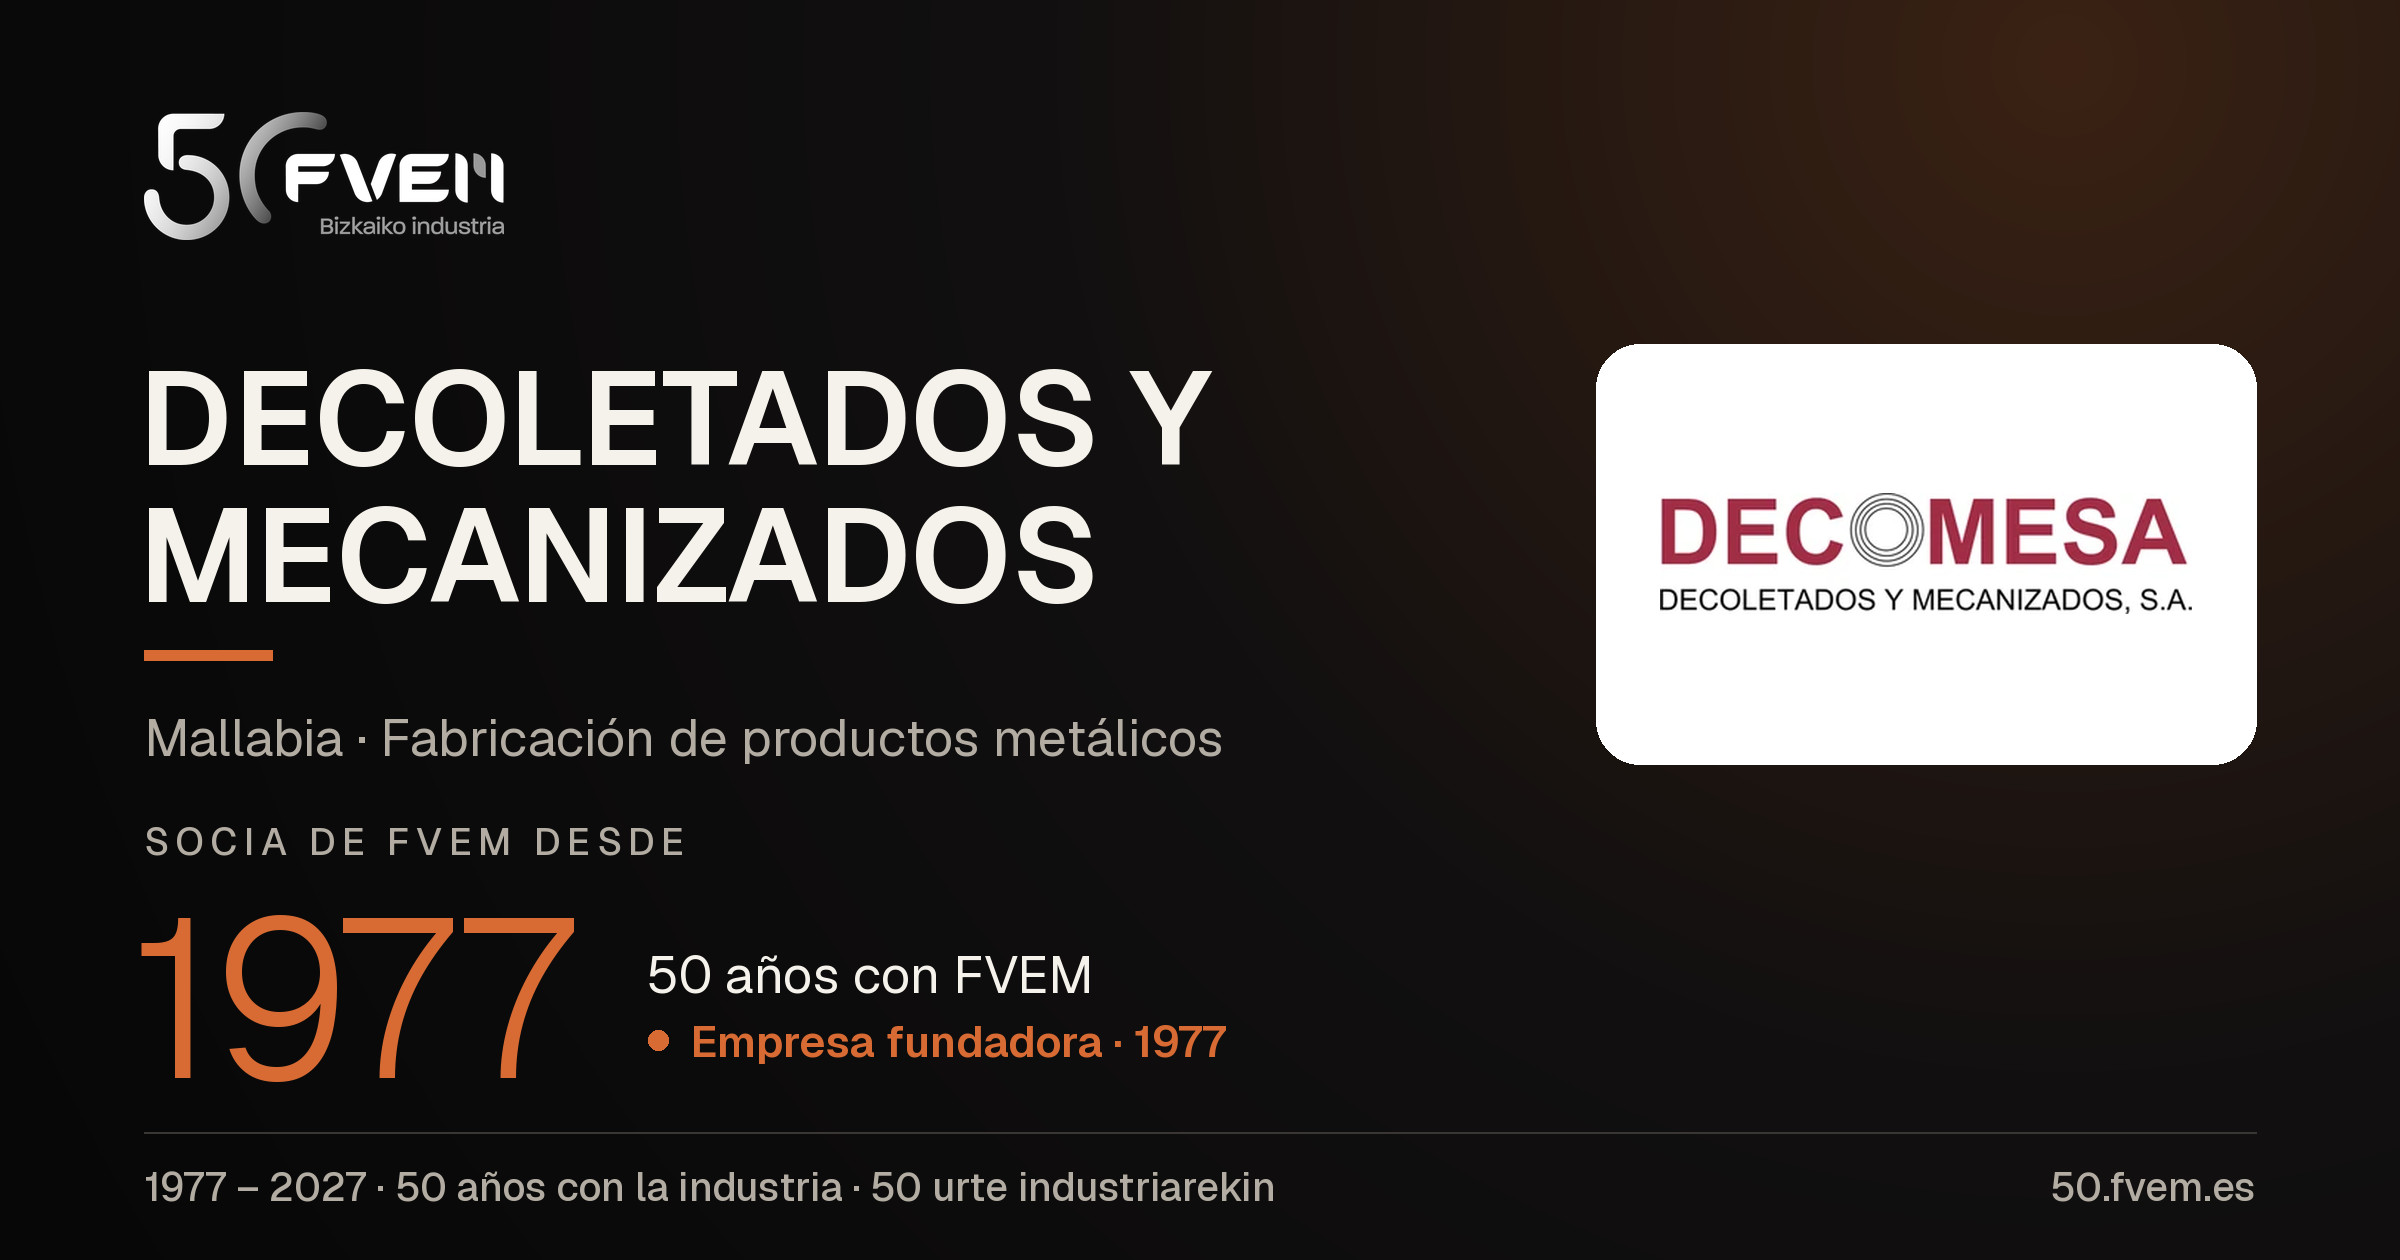 50 FVEM
Bizkaiko industria
DECOLETADOS Y
MECANIZADOS
DECOMESA
DECOLETADOS Y MECANIZADOS, S.A.
Mallabia · Fabricación de productos metálicos
SOCIA DE FVEM DESDE
1977
50 años con FVEM
Empresa fundadora · 1977
1977 – 2027 · 50 años con la industria · 50 urte industriarekin
50.fvem.es